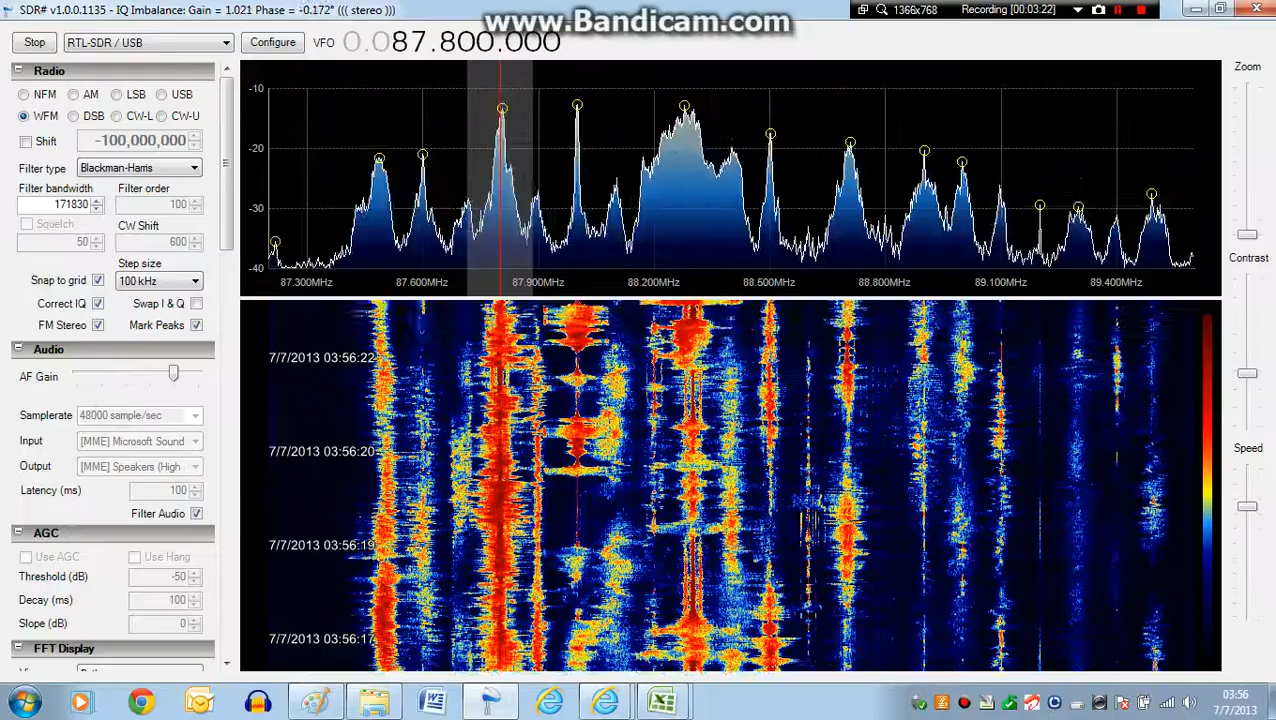 SDR# v1.0.0.1135 - IQ Imbalance: Gain = 1.021 Phase = -0.172° ((( stereo )))
www.Bandicam.com
1366x768
Recording [00:03:22]
Stop
RTL-SDR / USB
Configure
VFO
0.087.800.000
Radio
NFM
AM
LSB
USB
WFM
DSB
CW-L
CW-U
Shift
-100,000,000
Filter type
Blackman-Harris
Filter bandwidth
Filter order
171830
100
Squelch
CW Shift
50
600
Step size
Snap to grid
100 kHz
Correct IQ
Swap I & Q
FM Stereo
Mark Peaks
Audio
AF Gain
Samplerate
48000 sample/sec
Input
[MME] Microsoft Sound
Output
[MME] Speakers (High
Latency (ms)
100
Filter Audio
AGC
Use AGC
Use Hang
Threshold (dB)
-50
Decay (ms)
100
Slope (dB)
0
FFT Display
-10
-20
-30
-40
87.300MHz
87.600MHz
87.900MHz
88.200MHz
88.500MHz
88.800MHz
89.100MHz
89.400MHz
7/7/2013 03:56:22
7/7/2013 03:56:20
7/7/2013 03:56:19
7/7/2013 03:56:17
Zoom
Contrast
Speed
03:56
7/7/2013